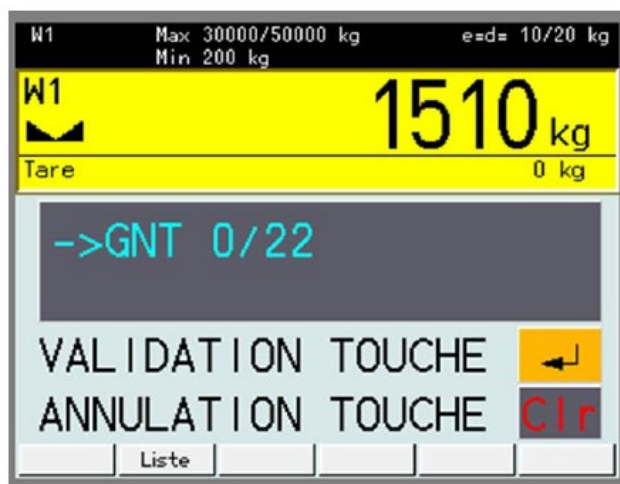 W1 Max 30000/50000 kg e=d= 10/20 kg
Min 200 kg
W1
1510 kg
Tare 0 kg
->GNT 0/22
VALIDATION TOUCHE
ANNULATION TOUCHE Clr
Liste